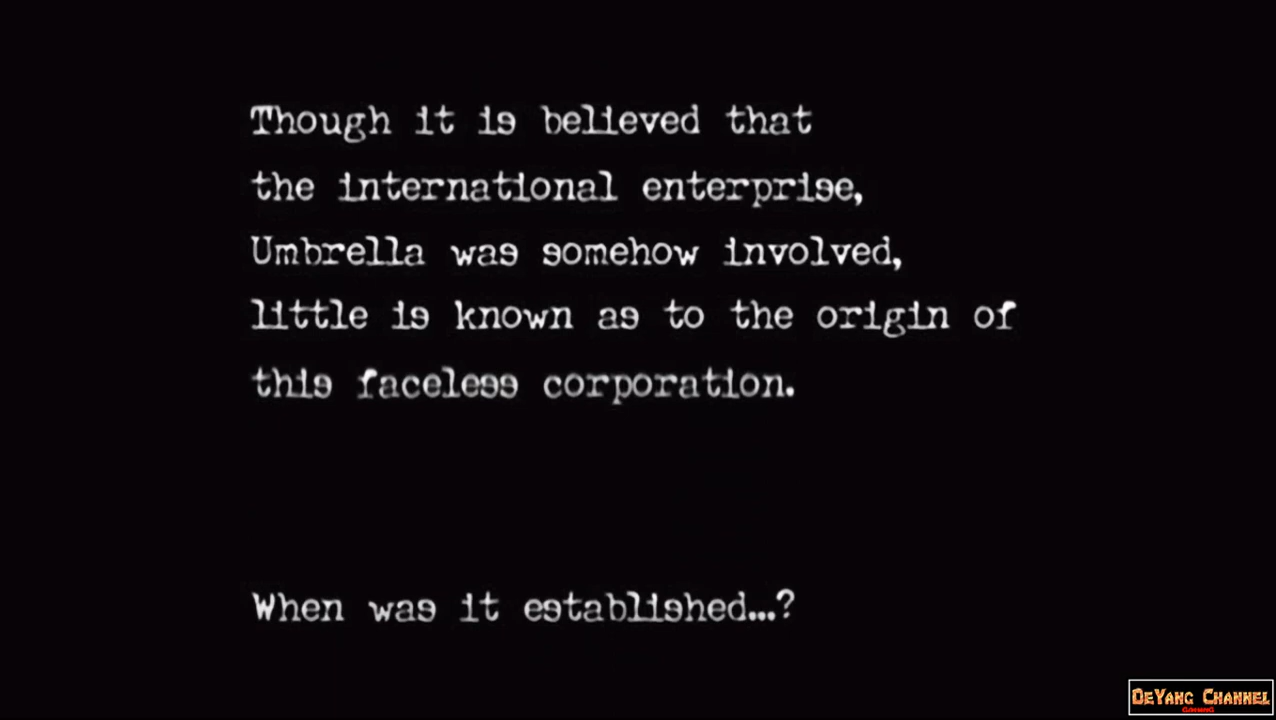 Though it is believed that
the international enterprise,
Umbrella was somehow involved,
little is known as to the origin of
this faceless corporation.
When was it established...?
DeYang Channel
Gaming